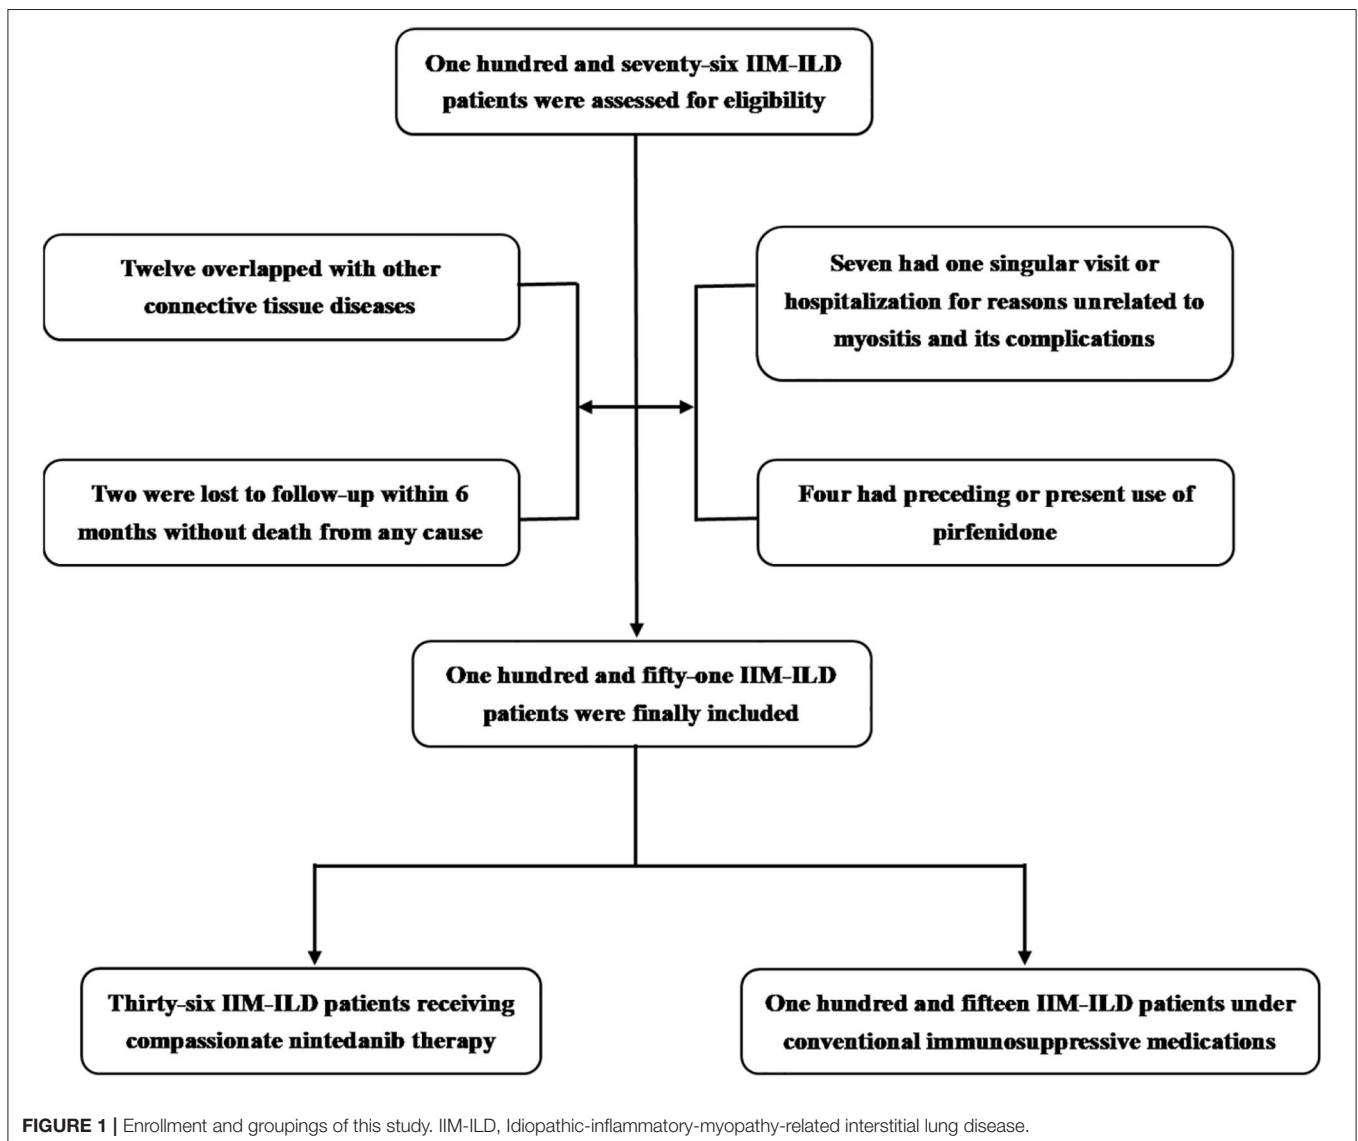 One hundred and seventy-six IIM-ILD
patients were assessed for eligibility
Twelve overlapped with other
connective tissue diseases
Seven had one singular visit or
hospitalization for reasons unrelated to
myositis and its complications
Two were lost to follow-up within 6
months without death from any cause
Four had preceding or present use of
pirfenidone
One hundred and fifty-one IIM-ILD
patients were finally included
Thirty-six IIM-ILD patients receiving
compassionate nintedanib therapy
One hundred and fifteen IIM-ILD patients under
conventional immunosuppressive medications
FIGURE 1 | Enrollment and groupings of this study. IIM-ILD, Idiopathic-inflammatory-myopathy-related interstitial lung disease.